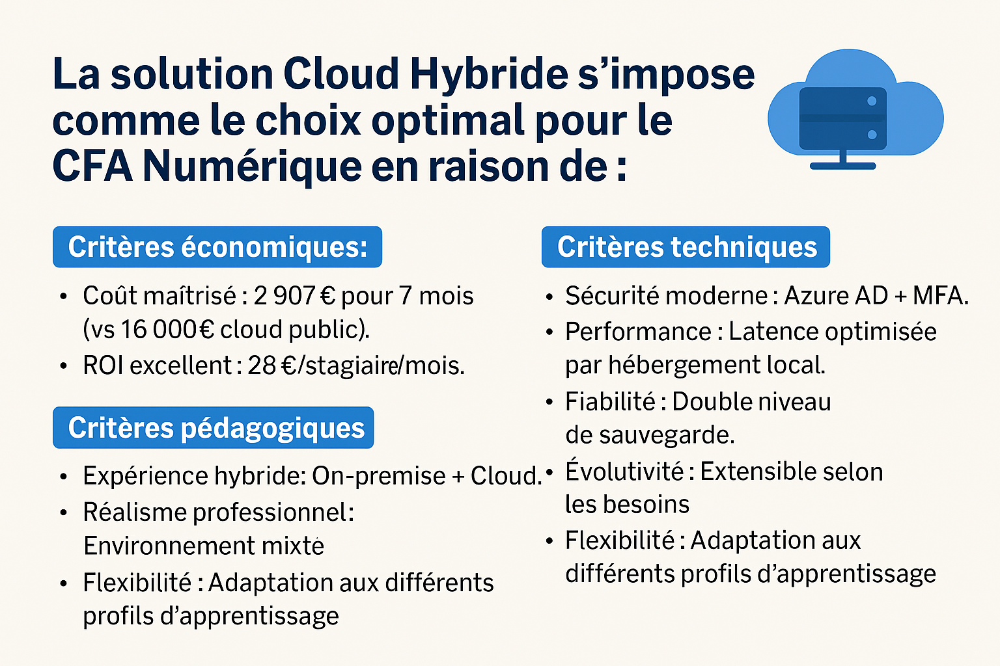 La solution Cloud Hybride s’impose
comme le choix optimal pour le
CFA Numérique en raison de :
Critères économiques:
• Coût maîtrisé : 2 907 € pour 7 mois
(vs 16 000 € cloud public).
• ROI excellent : 28 €/stagiaire/mois.
Critères pédagogiques
• Expérience hybride: On-premise + Cloud.
• Réalisme professionnel:
Environnement mixte
• Flexibilité : Adaptation aux différents
profils d’apprentissage
Critères techniques
• Sécurité moderne : Azure AD + MFA.
• Performance : Latence optimisée
par hébergement local.
• Fiabilité : Double niveau
de sauvegarde.
• Évolutivité : Extensible selon
les besoins
• Flexibilité : Adaptation aux
différents profils d’apprentissage